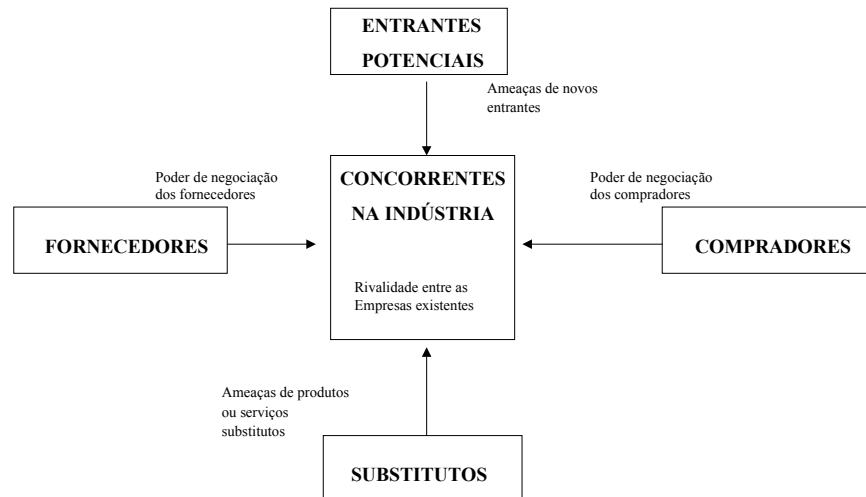 ENTRANTES
POTENCIAIS
Ameaças de novos
entrantes
Poder de negociação
dos fornecedores
CONCORRENTES
NA INDÚSTRIA
Poder de negociação
dos compradores
FORNECEDORES
COMPRADORES
Rivalidade entre as
Empresas existentes
Ameaças de produtos
ou serviços
substitutos
SUBSTITUTOS